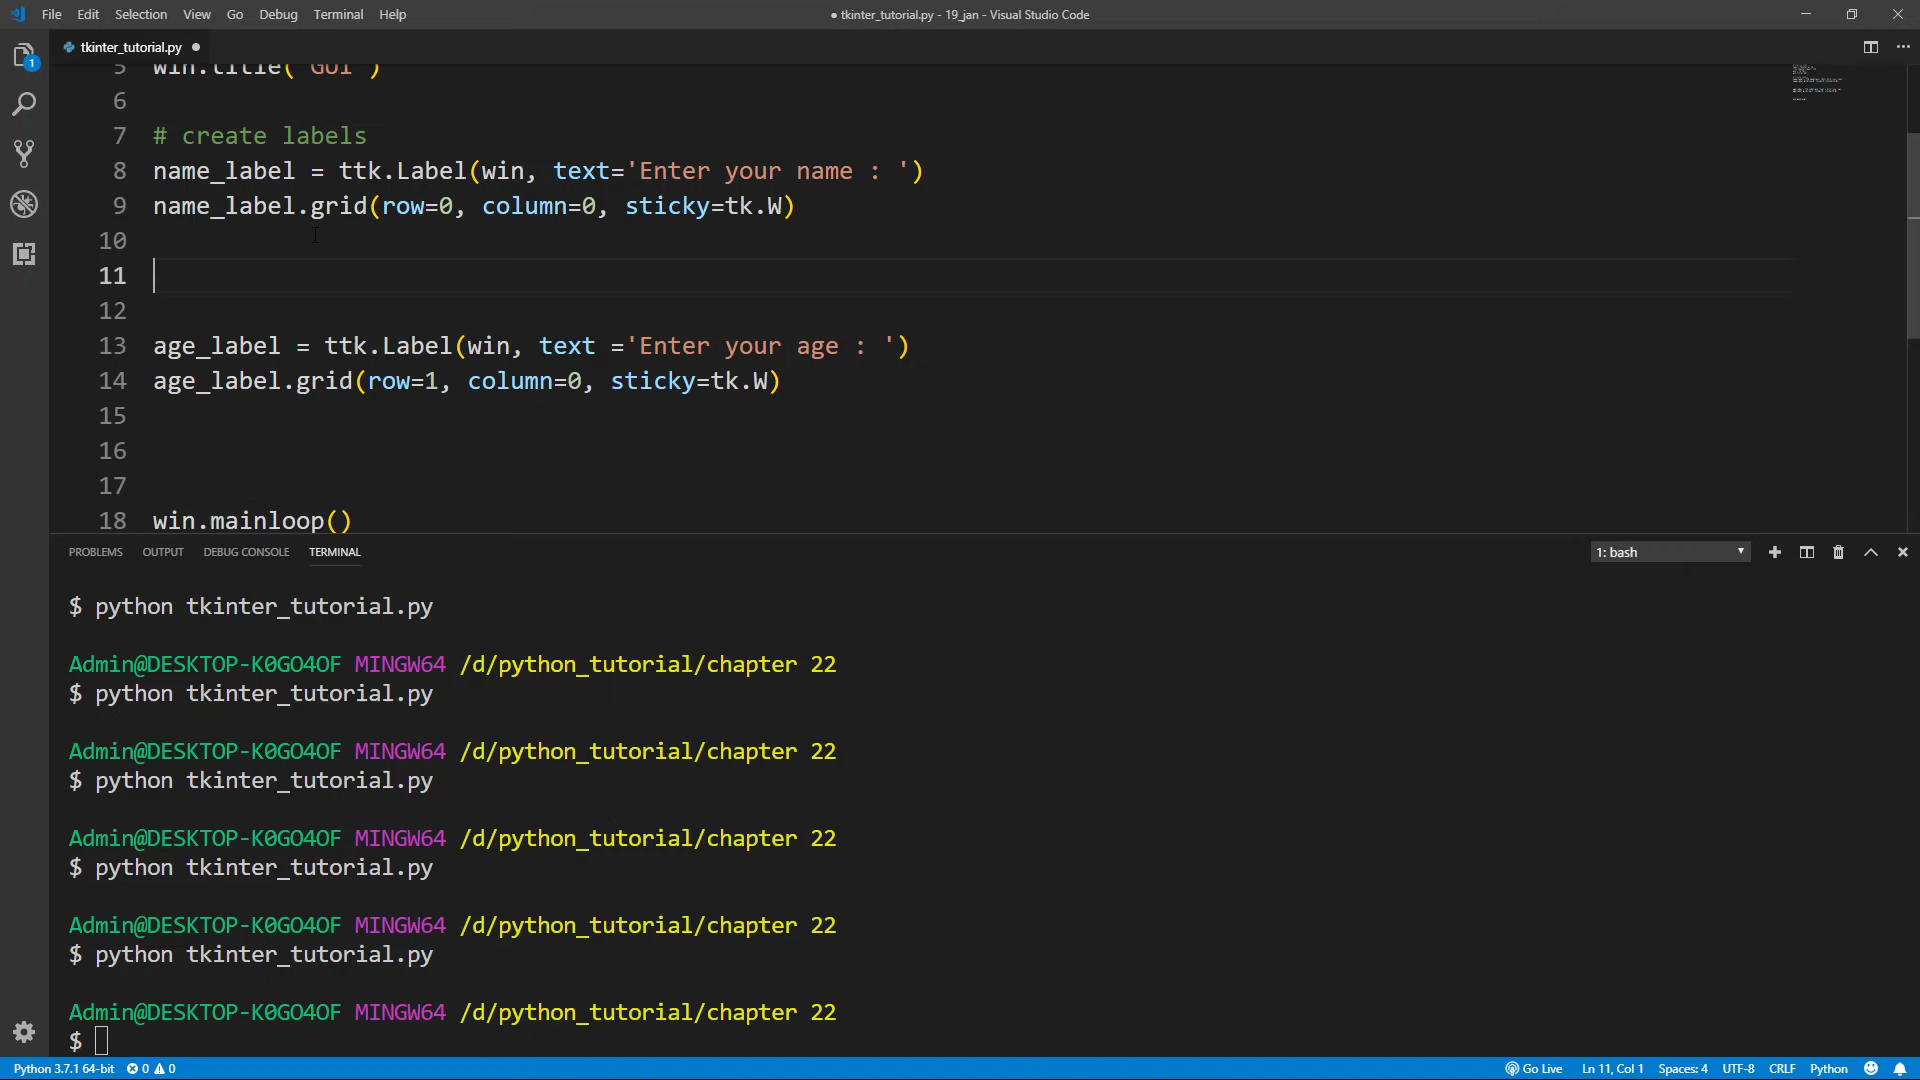 File Edit Selection View Go Debug Terminal Help
● tkinter_tutorial.py - 19_jan - Visual Studio Code
tkinter_tutorial.py ●
1
5 win.title('GUI')
6
7 # create labels
8 name_label = ttk.Label(win, text='Enter your name : ')
9 name_label.grid(row=0, column=0, sticky=tk.W)
10
11
12
13 age_label = ttk.Label(win, text ='Enter your age : ')
14 age_label.grid(row=1, column=0, sticky=tk.W)
15
16
17
18 win.mainloop()
PROBLEMS OUTPUT DEBUG CONSOLE TERMINAL
1: bash
$ python tkinter_tutorial.py
Admin@DESKTOP-K0GO4OF MINGW64 /d/python_tutorial/chapter 22
$ python tkinter_tutorial.py
Admin@DESKTOP-K0GO4OF MINGW64 /d/python_tutorial/chapter 22
$ python tkinter_tutorial.py
Admin@DESKTOP-K0GO4OF MINGW64 /d/python_tutorial/chapter 22
$ python tkinter_tutorial.py
Admin@DESKTOP-K0GO4OF MINGW64 /d/python_tutorial/chapter 22
$ python tkinter_tutorial.py
Admin@DESKTOP-K0GO4OF MINGW64 /d/python_tutorial/chapter 22
$
Python 3.7.1 64-bit 0 0 Go Live Ln 11, Col 1 Spaces: 4 UTF-8 CRLF Python